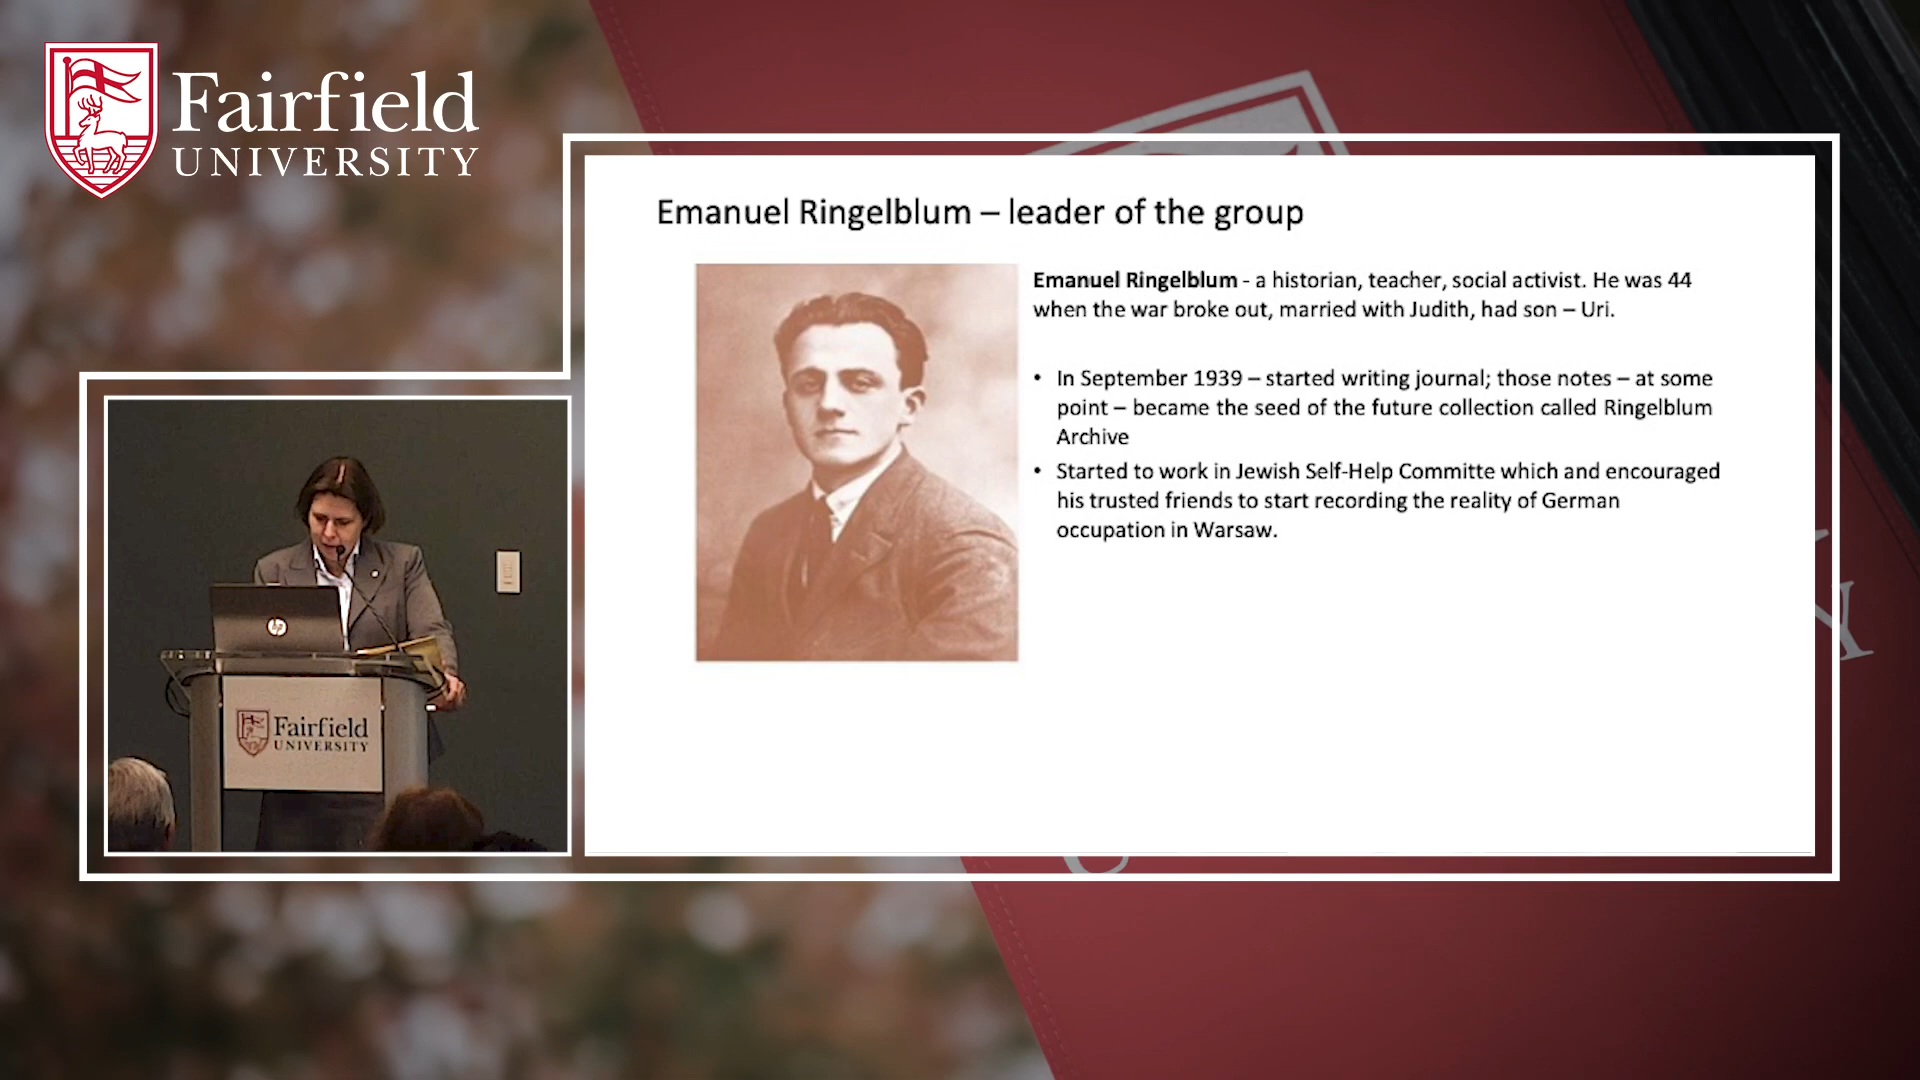 Fairfield
UNIVERSITY
Emanuel Ringelblum – leader of the group
Emanuel Ringelblum - a historian, teacher, social activist. He was 44
when the war broke out, married with Judith, had son – Uri.
• In September 1939 – started writing journal; those notes – at some
point – became the seed of the future collection called Ringelblum
Archive
• Started to work in Jewish Self-Help Committe which and encouraged
his trusted friends to start recording the reality of German
occupation in Warsaw.
hp
Fairfield
UNIVERSITY